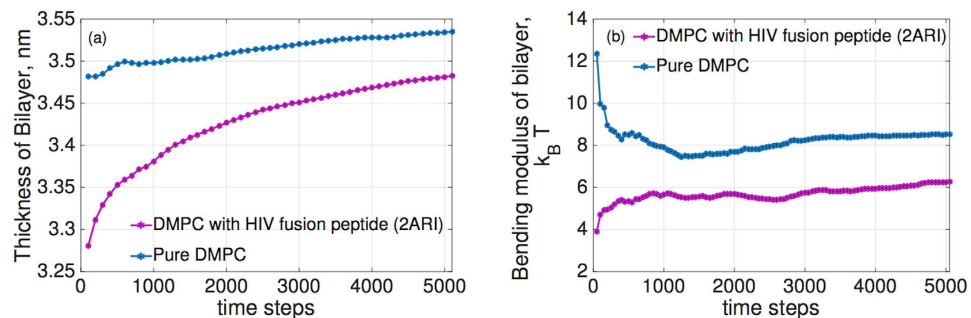 (a)
Thickness of Bilayer, nm
3.55
3.5
3.45
3.4
3.35
3.3
3.25
0
1000
2000
3000
4000
5000
time steps
DMPC with HIV fusion peptide (2ARI)
Pure DMPC
(b)
Bending modulus of bilayer,
k_B T
14
12
10
8
6
4
2
0
1000
2000
3000
4000
5000
time steps
DMPC with HIV fusion peptide (2ARI)
Pure DMPC